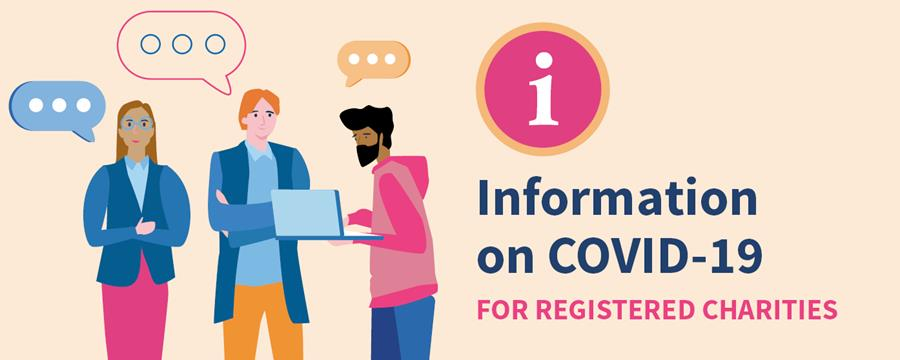 i
Information
on COVID-19
FOR REGISTERED CHARITIES